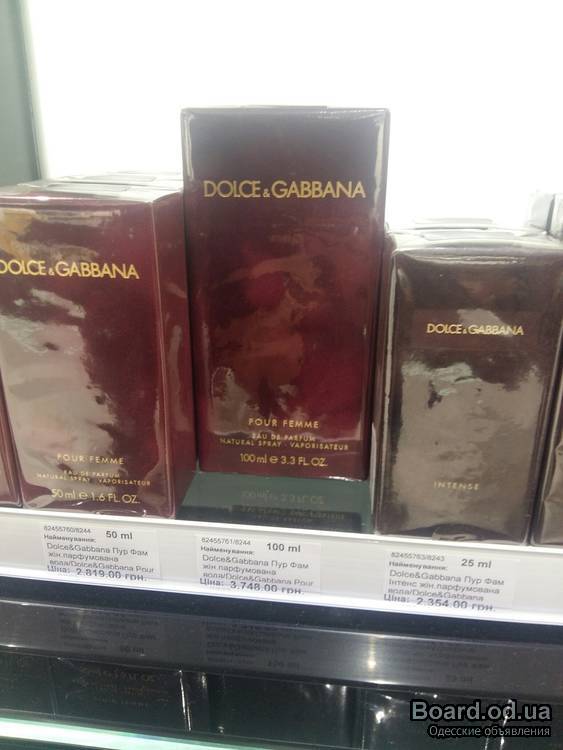 DOLCE & GABBANA
POUR FEMME
EAU DE PARFUM
NATURAL SPRAY - VAPORISATEUR
50 ml e 1.6 FL.OZ.
DOLCE & GABBANA
POUR FEMME
EAU DE PARFUM
NATURAL SPRAY - VAPORISATEUR
100 ml e 3.3 FL.OZ.
DOLCE & GABBANA
INTENSE
82455760/8244 50 ml
Найменування:
Dolce&Gabbana Пур Фам
жін.парфумована
вода/Dolce&Gabbana Pour
Ціна: 2.819.00 грн.
82455761/8244 100 ml
Найменування:
Dolce&Gabbana Пур Фам
жін.парфумована
вода/Dolce&Gabbana Pour
Ціна: 3.748.00 грн.
82455763/8243 25 ml
Найменування:
Dolce&Gabbana Пур Фам
Інтенс жін.парфумована
вода/Dolce&Gabbana
Ціна: 2.354.00 грн.
Board.od.ua
Одесские объявления